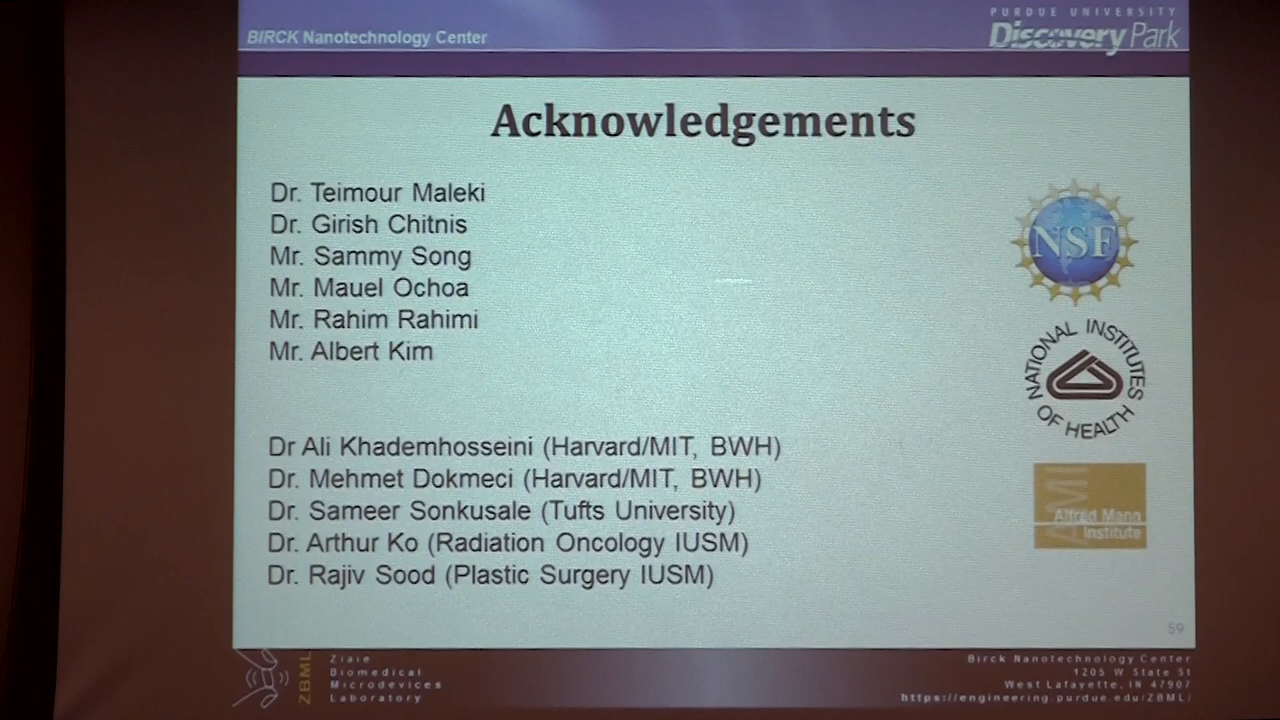 BIRCK Nanotechnology Center
PURDUE UNIVERSITY
Discovery Park
Acknowledgements
Dr. Teimour Maleki
Dr. Girish Chitnis
Mr. Sammy Song
Mr. Mauel Ochoa
Mr. Rahim Rahimi
Mr. Albert Kim
Dr Ali Khademhosseini (Harvard/MIT, BWH)
Dr. Mehmet Dokmeci (Harvard/MIT, BWH)
Dr. Sameer Sonkusale (Tufts University)
Dr. Arthur Ko (Radiation Oncology IUSM)
Dr. Rajiv Sood (Plastic Surgery IUSM)
NSF
NATIONAL INSTITUTES
OF HEALTH
AMI
Alfred Mann
Institute
59
ZBML
Ziaie
Biomedical
Microdevices
Laboratory
Birck Nanotechnology Center
1205 W State St
West Lafayette, IN 47907
https://engineering.purdue.edu/ZBML/